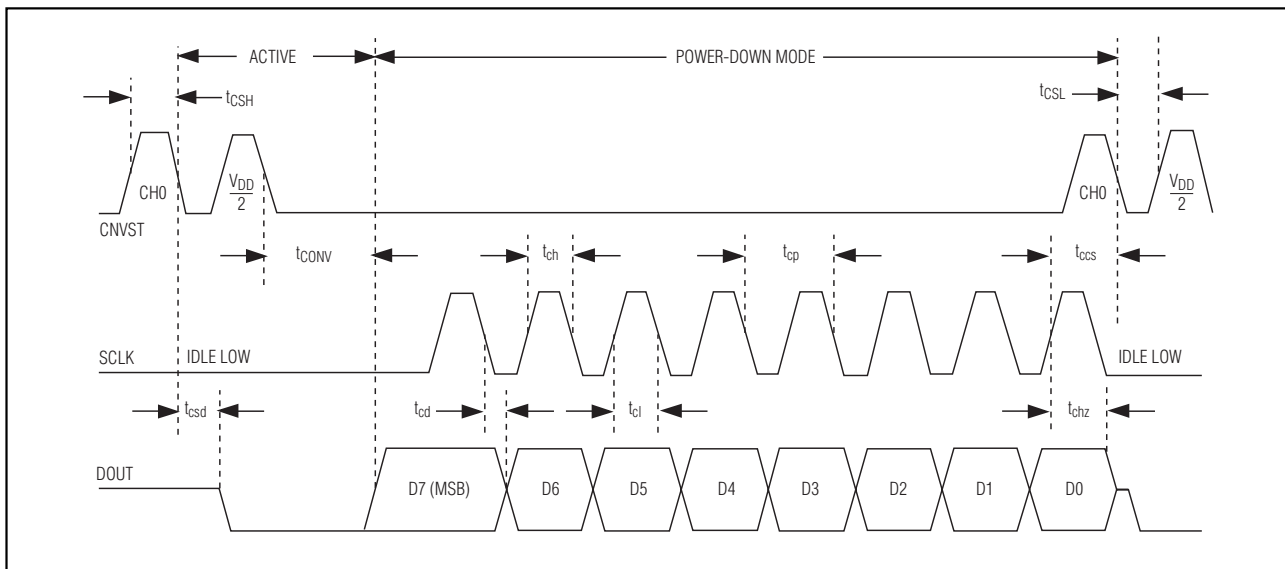 ACTIVE
POWER-DOWN MODE
tCSH
tCSL
CH0
VDD
2
CH0
VDD
2
CNVST
tCONV
tch
tcp
tccs
SCLK
IDLE LOW
IDLE LOW
tcsd
tcd
tcl
tchz
DOUT
D7 (MSB)
D6
D5
D4
D3
D2
D1
D0